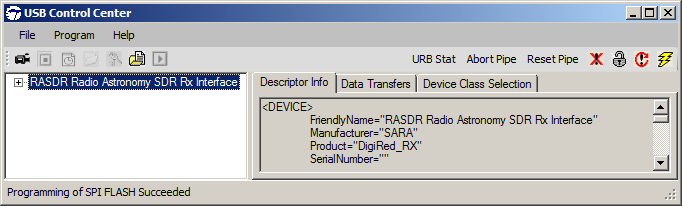 USB Control Center
File Program Help
URB Stat Abort Pipe Reset Pipe
RASDR Radio Astronomy SDR Rx Interface
Descriptor Info Data Transfers Device Class Selection
<DEVICE>
FriendlyName="RASDR Radio Astronomy SDR Rx Interface"
Manufacturer="SARA"
Product="DigiRed_RX"
SerialNumber=""
Programming of SPI FLASH Succeeded